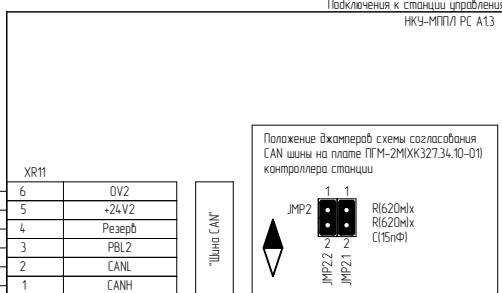 Подключения к станции управления
НКУ-МППЛ РС А1.3
Положение джамперов схемы согласования
CAN шины на плате ПГМ-2М(ХК327.34.10-01)
контроллера станции
XR11
6 0V2
5 +24V2
4 Резерв
3 PBL2
2 CANL
1 CANH
"Шина CAN"
1 1
JMP2
R(620м)x
R(620м)x
C(15пФ)
2 2
JMP2.2
JMP2.1